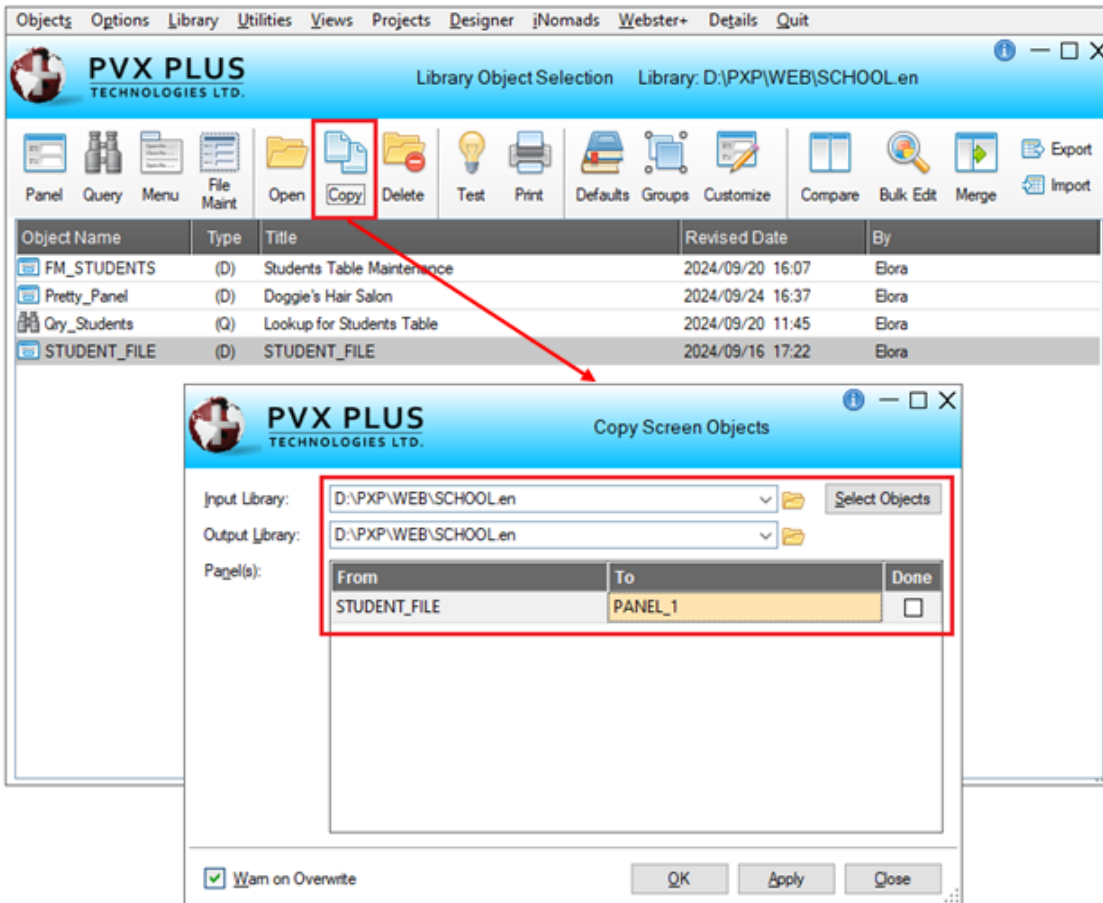 Objects Options Library Utilities Views Projects Designer iNomads Webster+ Details Quit
PVX PLUS
TECHNOLOGIES LTD.
Library Object Selection Library: D:\PXP\WEB\SCHOOL.en
Panel Query Menu File Maint Open Copy Delete Test Print Defaults Groups Customize Compare Bulk Edit Merge Export
Import
Object Name Type Title Revised Date By
FM_STUDENTS (D) Students Table Maintenance 2024/09/20 16:07 Elora
Pretty_Panel (D) Doggie's Hair Salon 2024/09/24 16:37 Elora
Qry_Students (Q) Lookup for Students Table 2024/09/20 11:45 Elora
STUDENT_FILE (D) STUDENT_FILE 2024/09/16 17:22 Elora
PVX PLUS
TECHNOLOGIES LTD.
Copy Screen Objects
Input Library: D:\PXP\WEB\SCHOOL.en Select Objects
Output Library: D:\PXP\WEB\SCHOOL.en
Panel(s):
From To Done
STUDENT_FILE PANEL_1
Warn on Overwrite OK Apply Close